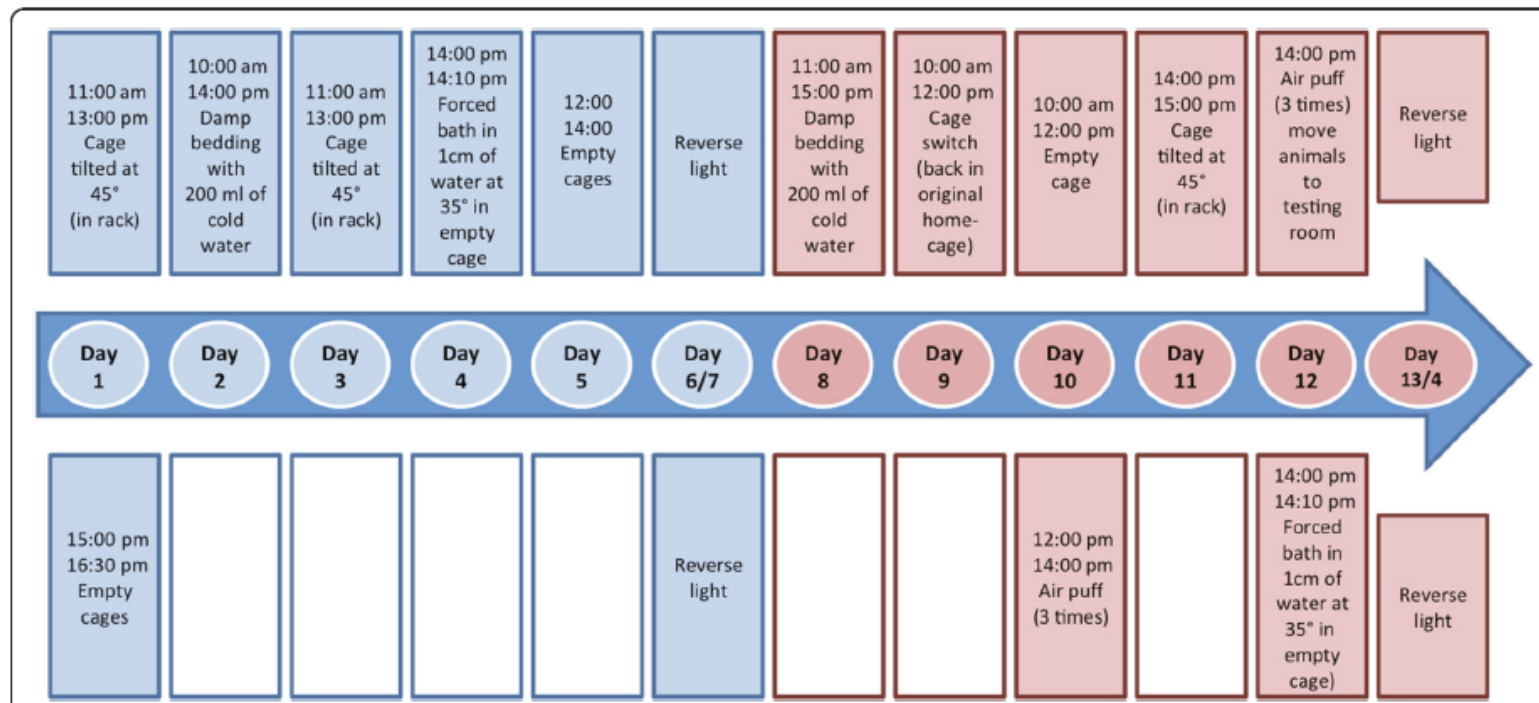 11:00 am
13:00 pm
Cage
tilted at
45°
(in rack)
10:00 am
14:00 pm
Damp
bedding
with
200 ml of
cold
water
11:00 am
13:00 pm
Cage
tilted at
45°
(in rack)
14:00 pm
14:10 pm
Forced
bath in
1cm of
water at
35° in
empty
cage
12:00
14:00
Empty
cages
Reverse
light
11:00 am
15:00 pm
Damp
bedding
with
200 ml of
cold
water
10:00 am
12:00 pm
Cage
switch
(back in
original
home-
cage)
10:00 am
12:00 pm
Empty
cage
14:00 pm
15:00 pm
Cage
tilted at
45°
(in rack)
14:00 pm
Air puff
(3 times)
move
animals
to
testing
room
Reverse
light
Day
1
Day
2
Day
3
Day
4
Day
5
Day
6/7
Day
8
Day
9
Day
10
Day
11
Day
12
Day
13/4
15:00 pm
16:30 pm
Empty
cages
Reverse
light
12:00 pm
14:00 pm
Air puff
(3 times)
14:00 pm
14:10 pm
Forced
bath in
1cm of
water at
35° in
empty
cage)
Reverse
light